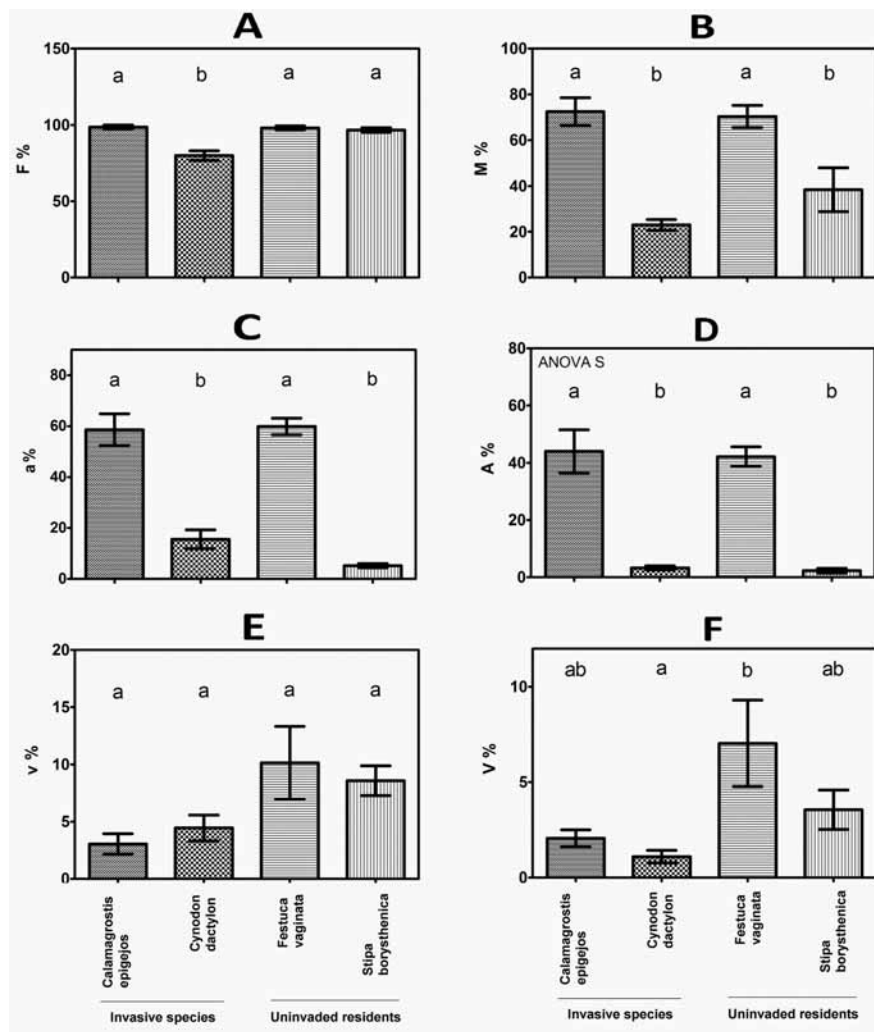 A
150
100
50
0
F %
a b a a
B
100
80
60
40
20
0
M %
a b a b
C
80
60
40
20
0
a %
a b a b
D
80
60
40
20
0
A %
ANOVA S
a b a b
E
20
15
10
5
0
v %
a a a a
Calamagrostis
epigejos
Cynodon
dactylon
Festuca
vaginata
Stipa
borysthenica
Invasive species
Uninvaded residents
F
10
5
0
V %
ab a b ab
Calamagrostis
epigejos
Cynodon
dactylon
Festuca
vaginata
Stipa
borysthenica
Invasive species
Uninvaded residents